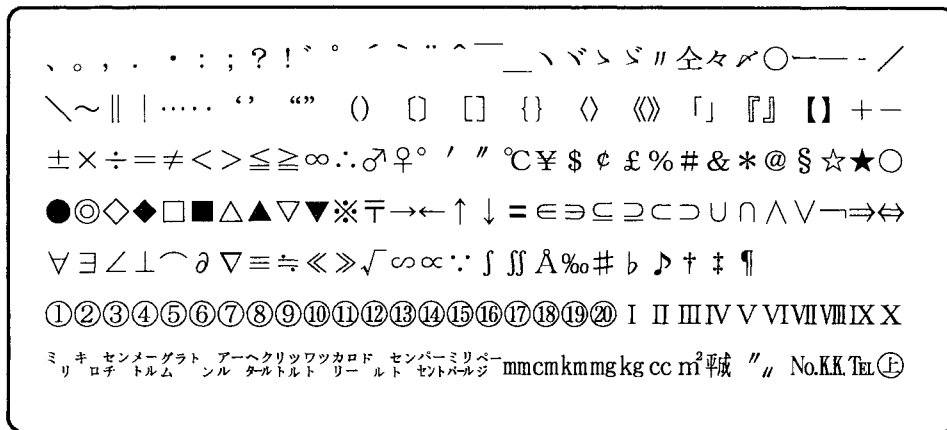 、。，．・：；？！゛゜´｀¨＾￣＿ヽヾゝゞ〃仝々〆〇ー―‐／
＼～∥｜…‥ ‘’ “” （） 〔〕 ［］ ｛｝ 〈〉 《》 「」 『』 【】 ＋－
±×÷＝≠＜＞≦≧∞∴♂♀°′″℃￥＄￠￡％＃＆＊＠§☆★○
●◎◇◆□■△▲▽▼※〒→←↑↓〓∈∋⊆⊇⊂⊃∪∩∧∨￢⇒⇔
∀∃∠⊥⌒∂∇≡≒≪≫√∽∝∵∫∬Å‰♯♭♪†‡¶
①②③④⑤⑥⑦⑧⑨⑩⑪⑫⑬⑭⑮⑯⑰⑱⑲⑳ⅠⅡⅢⅣⅤⅥⅦⅧⅨⅩ
㍉㌔㌢㍍㌘㌧㌃㌶㍑㍗㌍㌦㌣㌫㍊㌻㎜㎝㎞㎎㎏㏄㎡㍻〝〟№㏍℡㊤